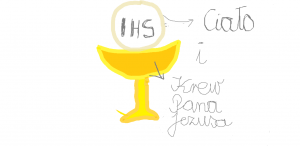 IHS
Ciało
i
Krew
Pana
Jezusa